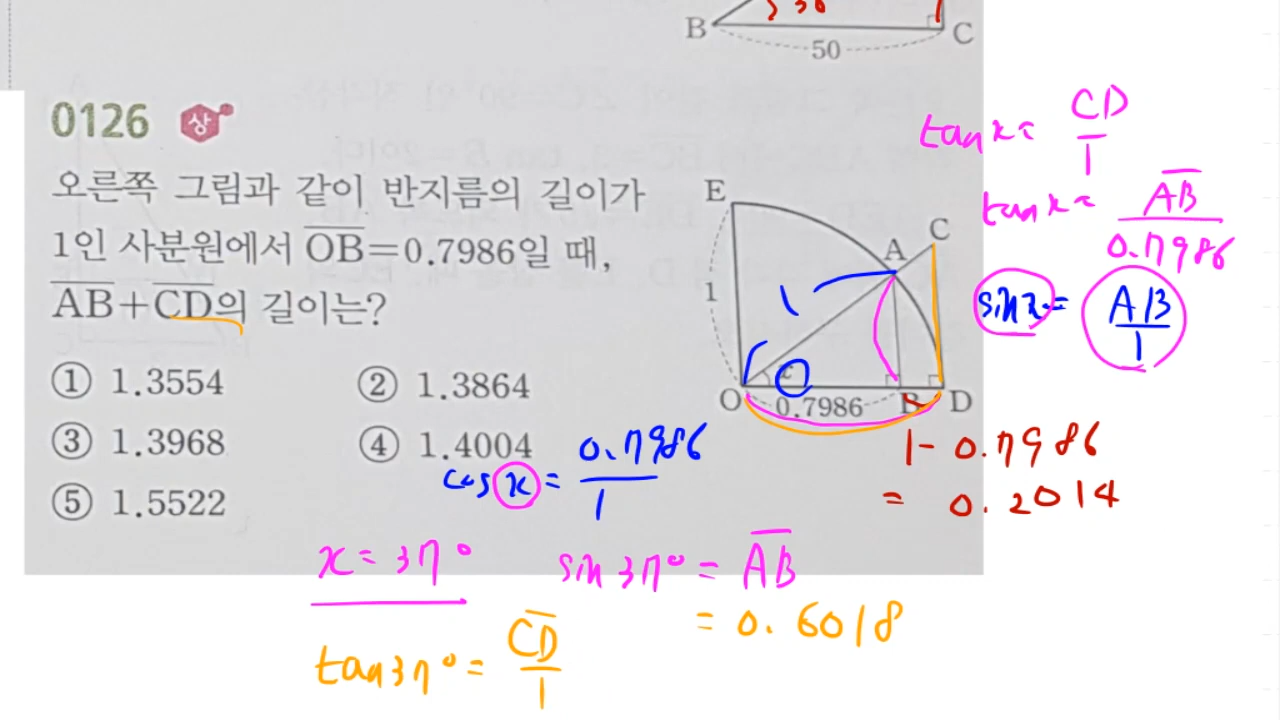 B 50 C
0126 상
오른쪽 그림과 같이 반지름의 길이가
1인 사분원에서 OB=0.7986일 때,
AB+CD의 길이는?
① 1.3554 ② 1.3864
③ 1.3968 ④ 1.4004
⑤ 1.5522
E
A
C
1
1
O 0.7986 B D
tan x = CD/1
tan x = AB/0.7986
sin x = AB/1
1 - 0.7986
= 0.2014
cos x = 0.7986/1
x = 37°
sin 37° = AB
= 0.6018
tan 37° = CD/1